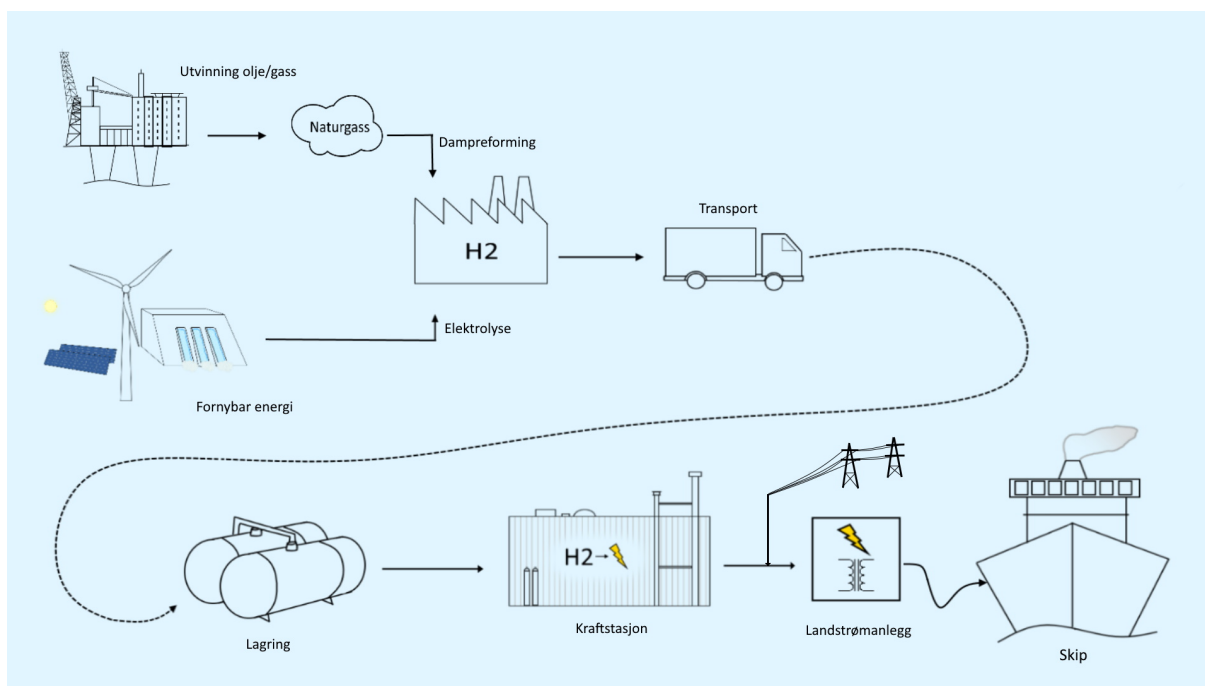 Utvinning olje/gass
Naturgass
Dampreforming
H2
Transport
Elektrolyse
Fornybar energi
H2→
Lagring
Kraftstasjon
Landstrømanlegg
Skip